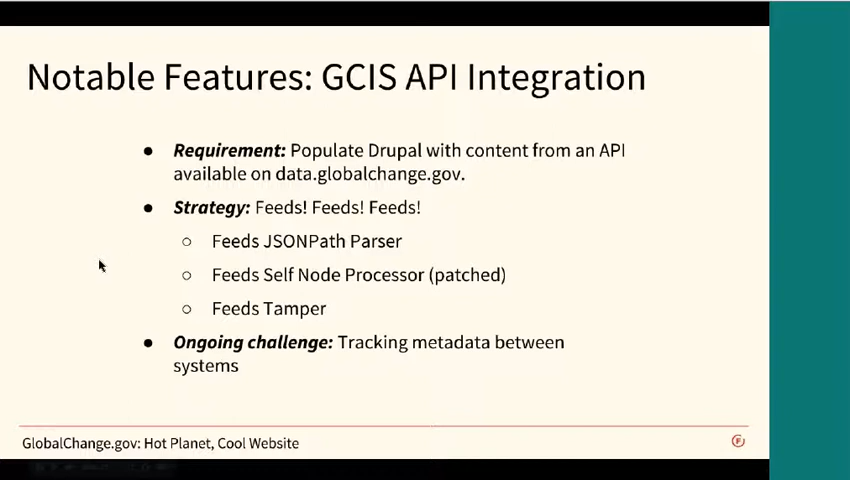 Notable Features: GCIS API Integration
● Requirement: Populate Drupal with content from an API
available on data.globalchange.gov.
● Strategy: Feeds! Feeds! Feeds!
○ Feeds JSONPath Parser
○ Feeds Self Node Processor (patched)
○ Feeds Tamper
● Ongoing challenge: Tracking metadata between
systems
GlobalChange.gov: Hot Planet, Cool Website
F